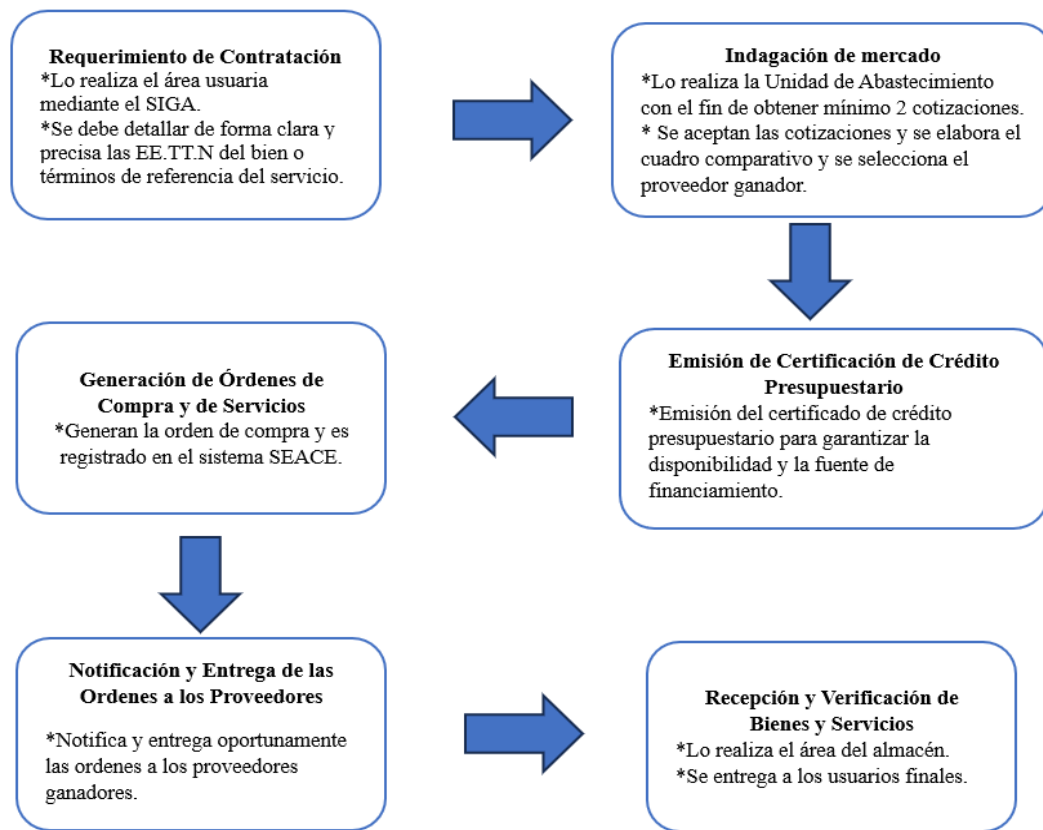 Requerimiento de Contratación
*Lo realiza el área usuaria
mediante el SIGA.
*Se debe detallar de forma clara y
precisa las EE.TT.N del bien o
términos de referencia del servicio.
Indagación de mercado
*Lo realiza la Unidad de Abastecimiento
con el fín de obtener mínimo 2 cotizaciones.
* Se aceptan las cotizaciones y se elabora el
cuadro comparativo y se selecciona el
proveedor ganador.
Emisión de Certificación de Crédito
Presupuestario
*Emisión del certificado de crédito
presupuestario para garantizar la
disponibilidad y la fuente de
financiamiento.
Generación de Órdenes de
Compra y de Servicios
*Generan la orden de compra y es
registrado en el sistema SEACE.
Notificación y Entrega de las
Ordenes a los Proveedores
*Notifica y entrega oportunamente
las ordenes a los proveedores
ganadores.
Recepción y Verificación de
Bienes y Servicios
*Lo realiza el área del almacén.
*Se entrega a los usuarios finales.